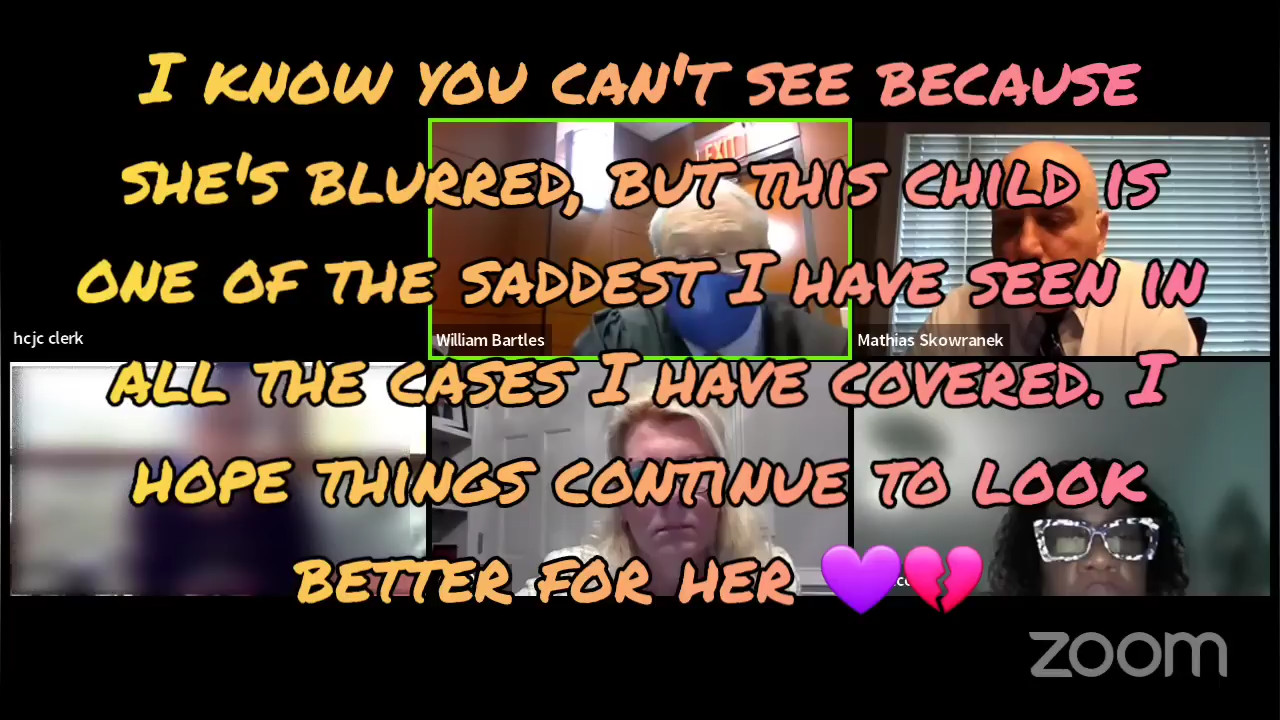 I KNOW YOU CAN'T SEE BECAUSE
SHE'S BLURRED, BUT THIS CHILD IS
EXIT
ONE OF THE SADDEST I HAVE SEEN IN
hcjc clerk
William Bartles
Mathias Skowranek
ALL THE CASES I HAVE COVERED. I
HOPE THINGS CONTINUE TO LOOK
BETTER FOR HER 💜💔
zoom